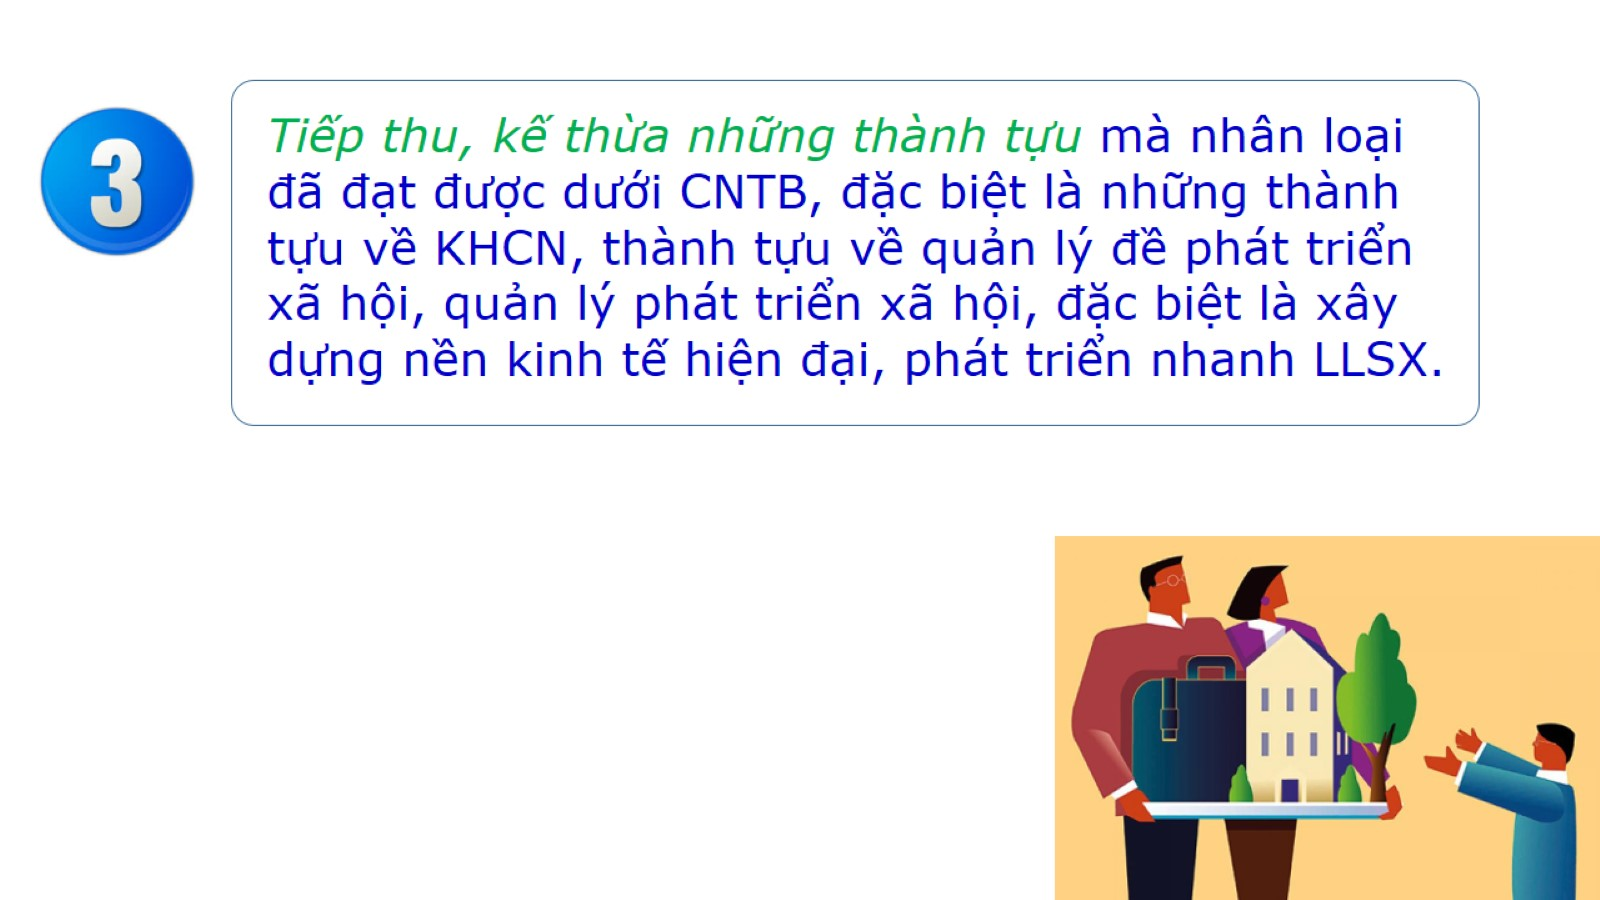 3
Tiếp thu, kế thừa những thành tựu mà nhân loại
đã đạt được dưới CNTB, đặc biệt là những thành
tựu về KHCN, thành tựu về quản lý đề phát triển
xã hội, quản lý phát triển xã hội, đặc biệt là xây
dựng nền kinh tế hiện đại, phát triển nhanh LLSX.